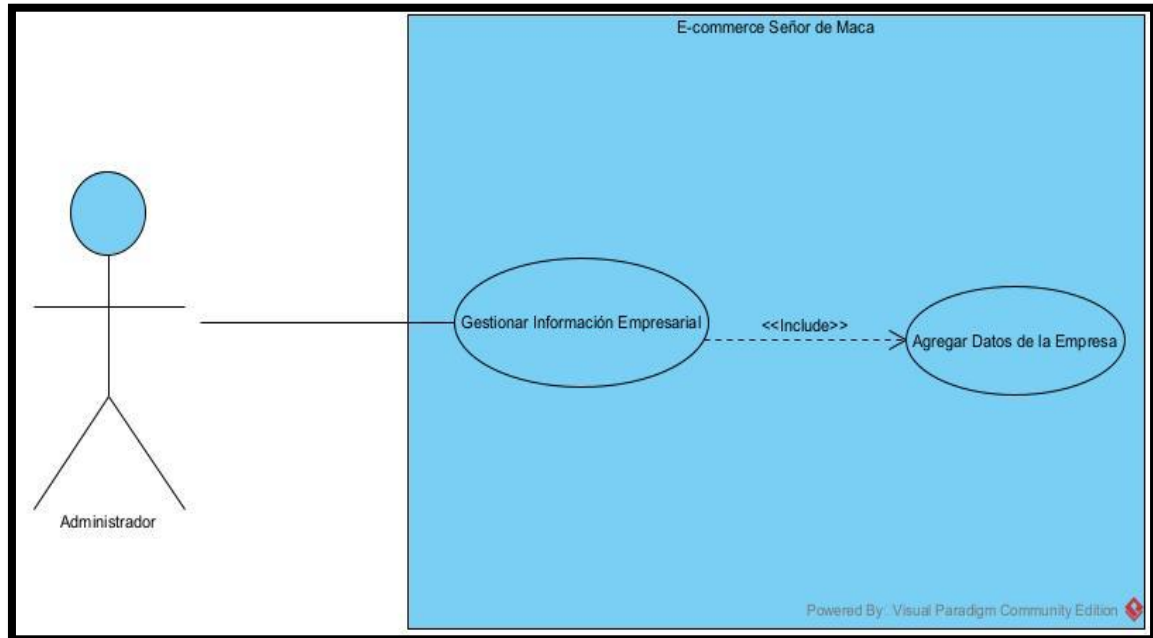 E-commerce Señor de Maca
Gestionar Información Empresarial
<<Include>>
Agregar Datos de la Empresa
Administrador
Powered By: Visual Paradigm Community Edition